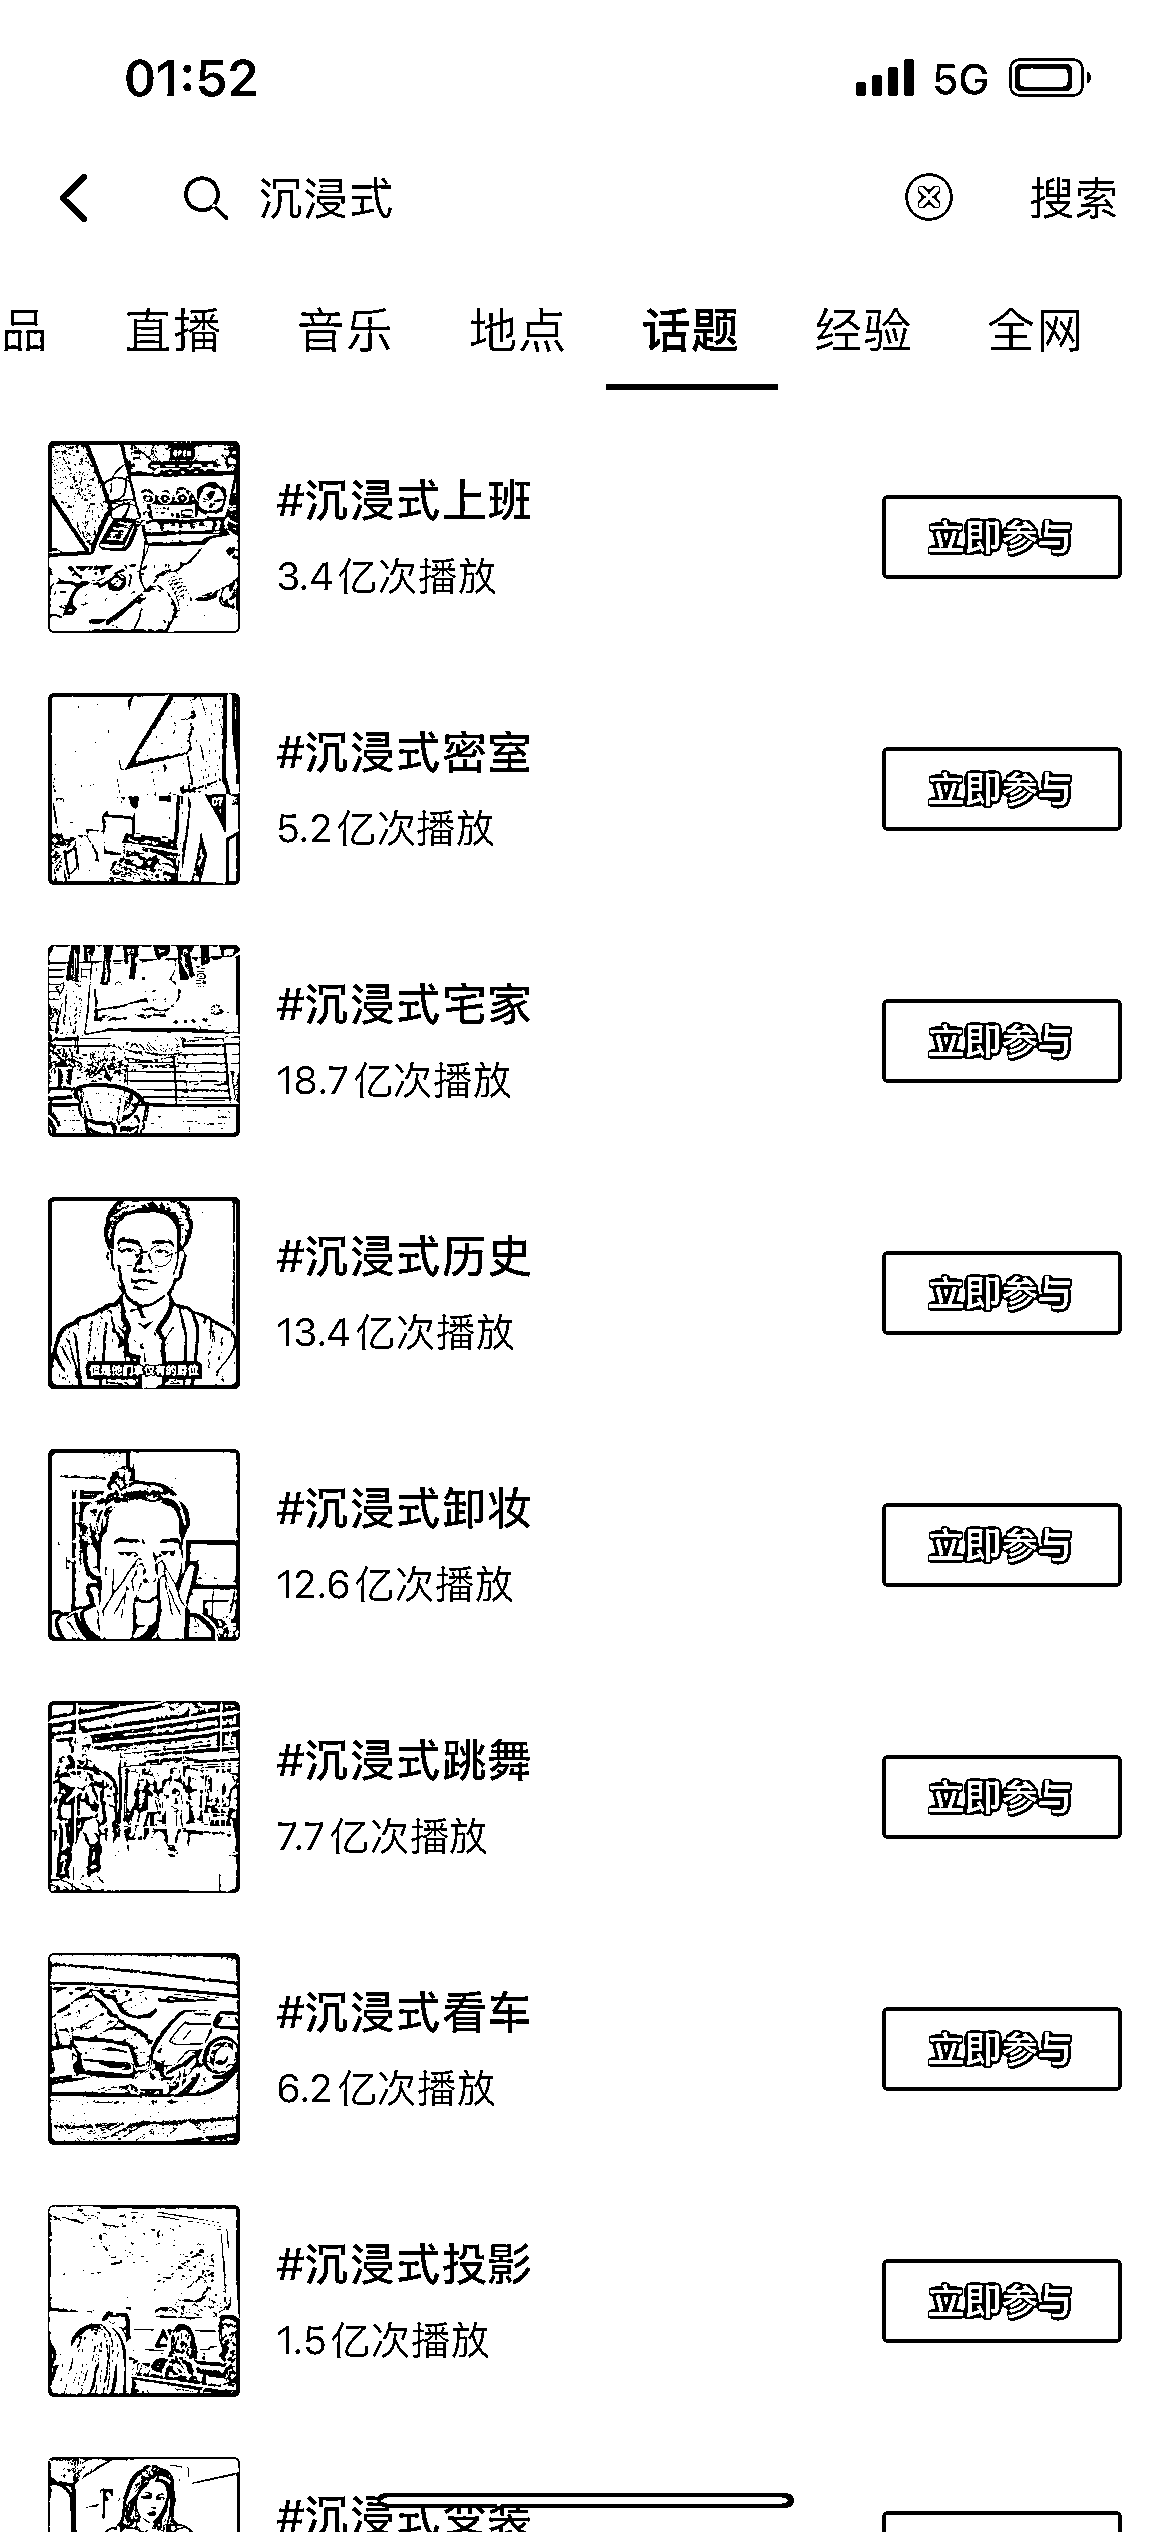 01:52
5G
沉浸式
搜索
品 直播 音乐 地点 话题 经验 全网
#沉浸式上班
立即参与
3.4亿次播放
#沉浸式密室
立即参与
5.2亿次播放
#沉浸式宅家
立即参与
18.7亿次播放
#沉浸式历史
立即参与
13.4亿次播放
#沉浸式卸妆
立即参与
12.6亿次播放
#沉浸式跳舞
立即参与
7.7亿次播放
#沉浸式看车
立即参与
6.2亿次播放
#沉浸式投影
立即参与
1.5亿次播放
#沉浸式变装